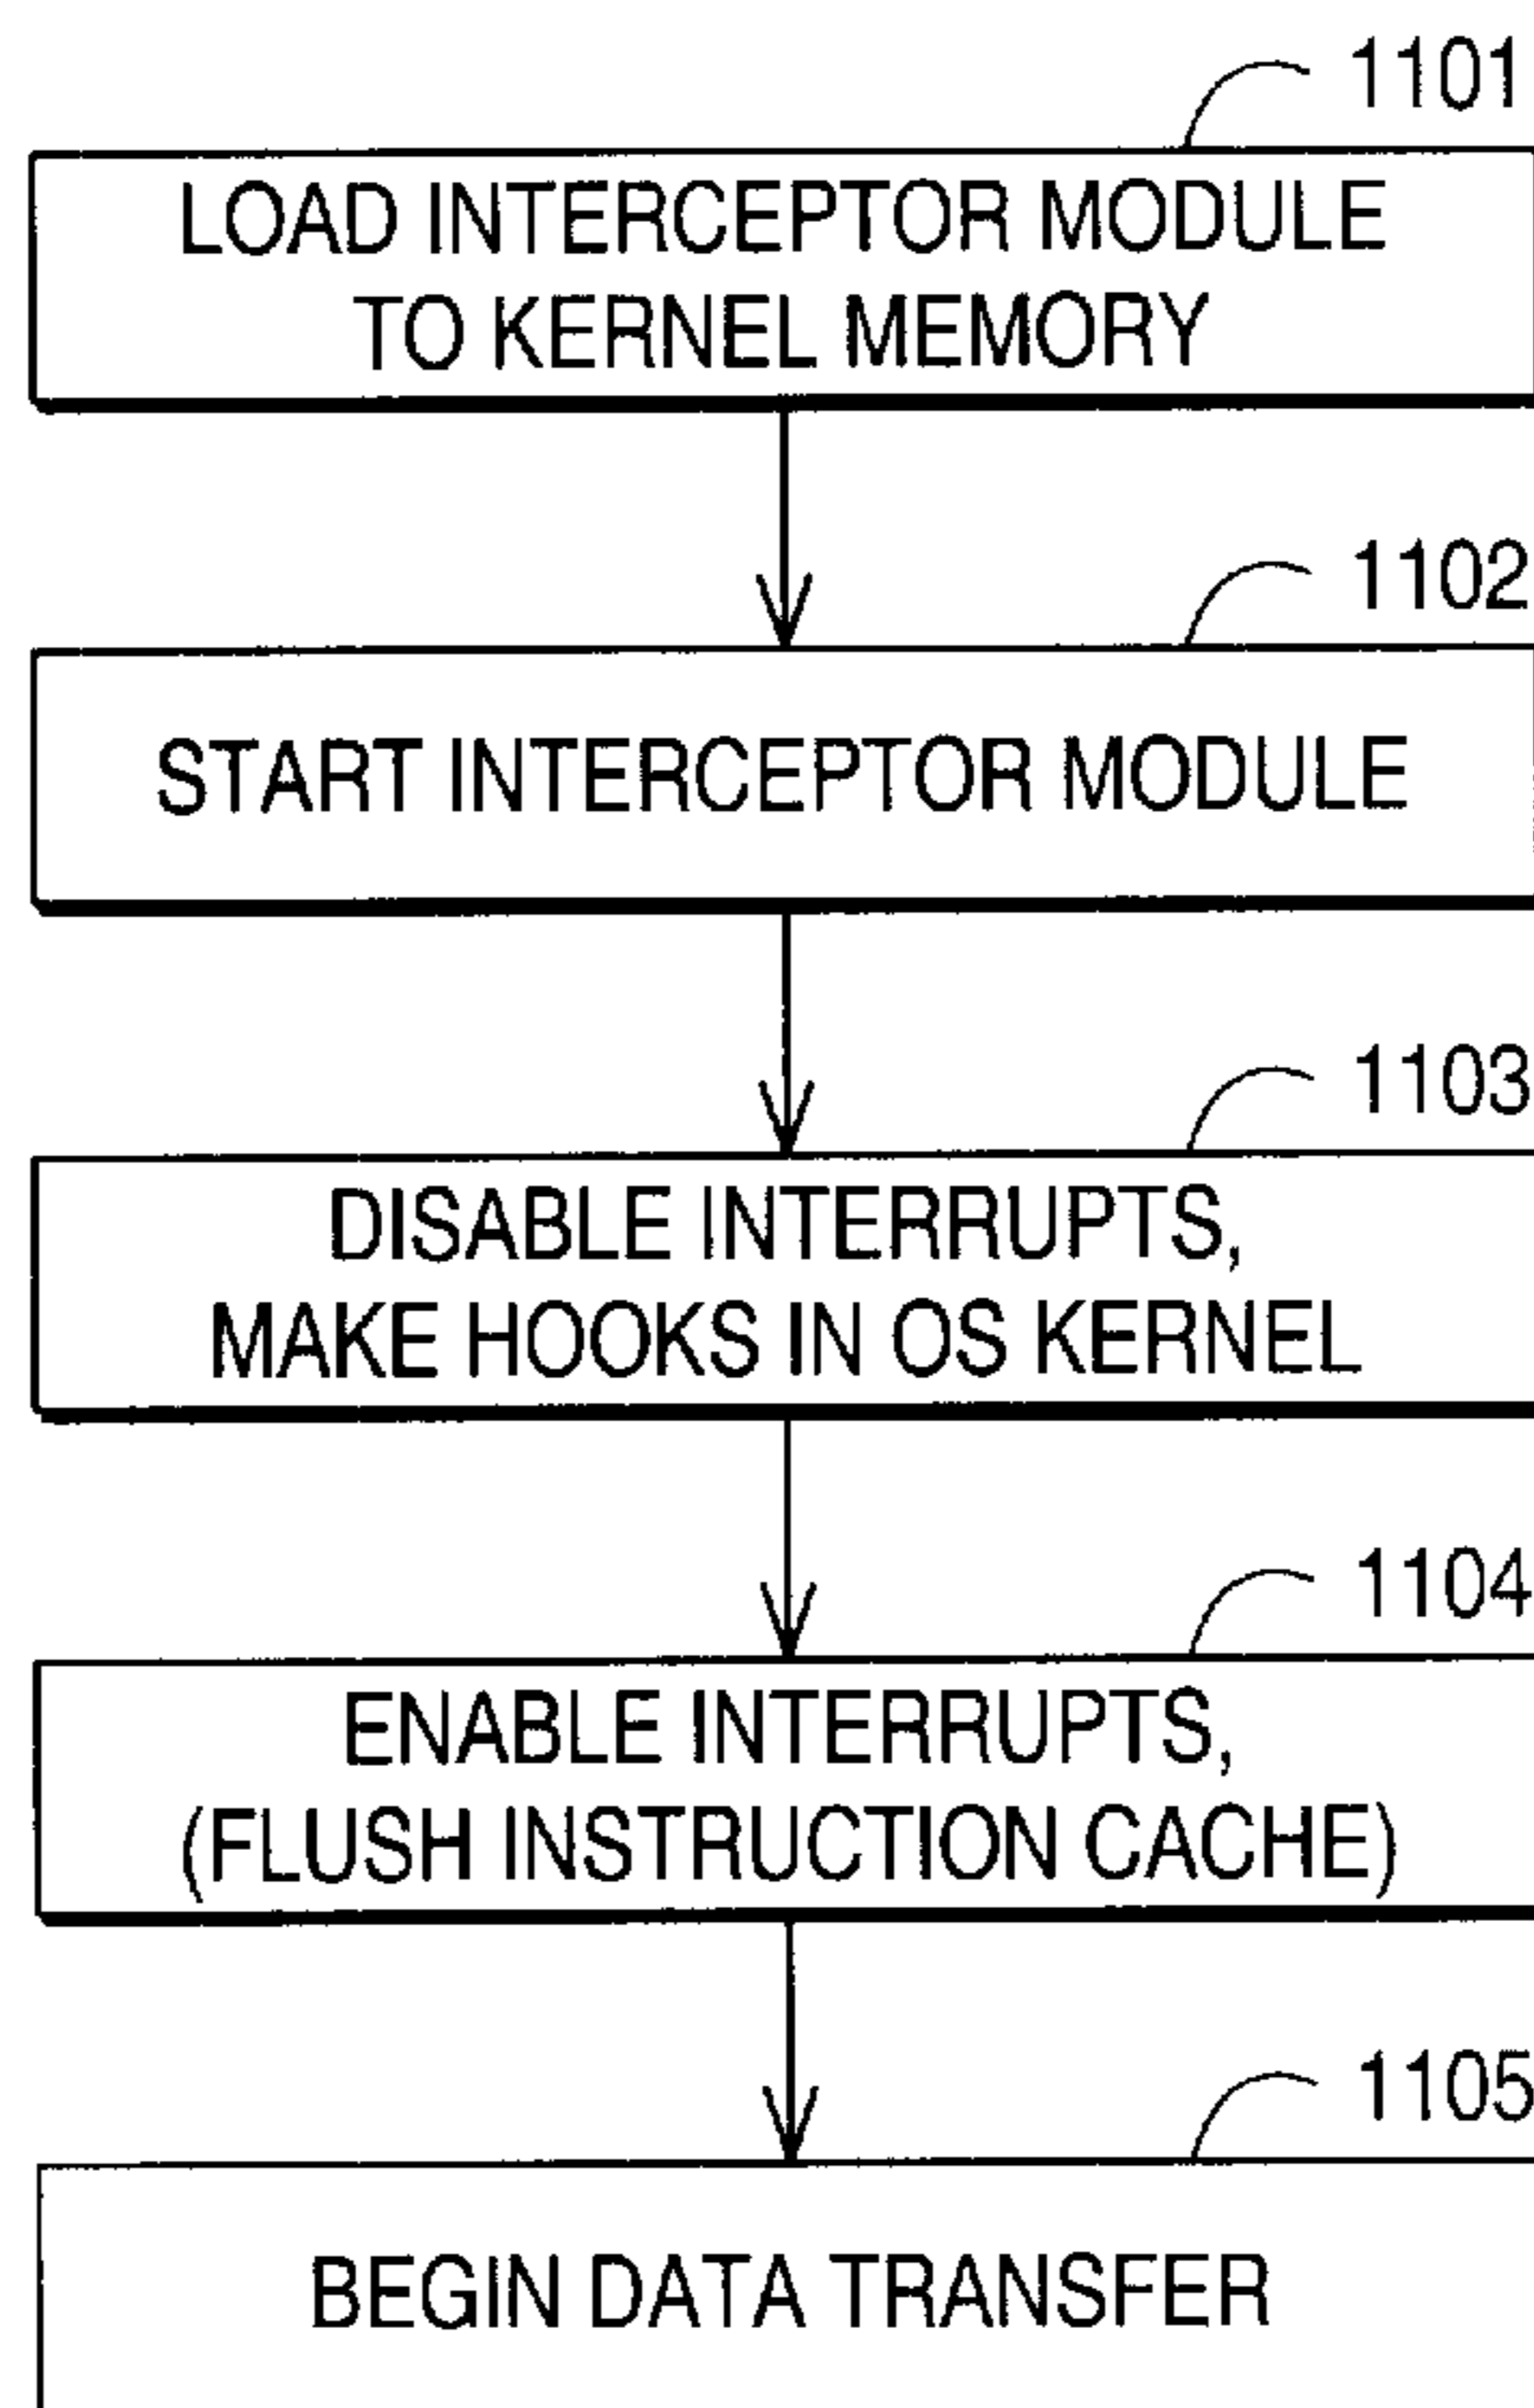 1101
LOAD INTERCEPTOR MODULE
TO KERNEL MEMORY
1102
START INTERCEPTOR MODULE
1103
DISABLE INTERRUPTS,
MAKE HOOKS IN OS KERNEL
1104
ENABLE INTERRUPTS,
(FLUSH INSTRUCTION CACHE)
1105
BEGIN DATA TRANSFER